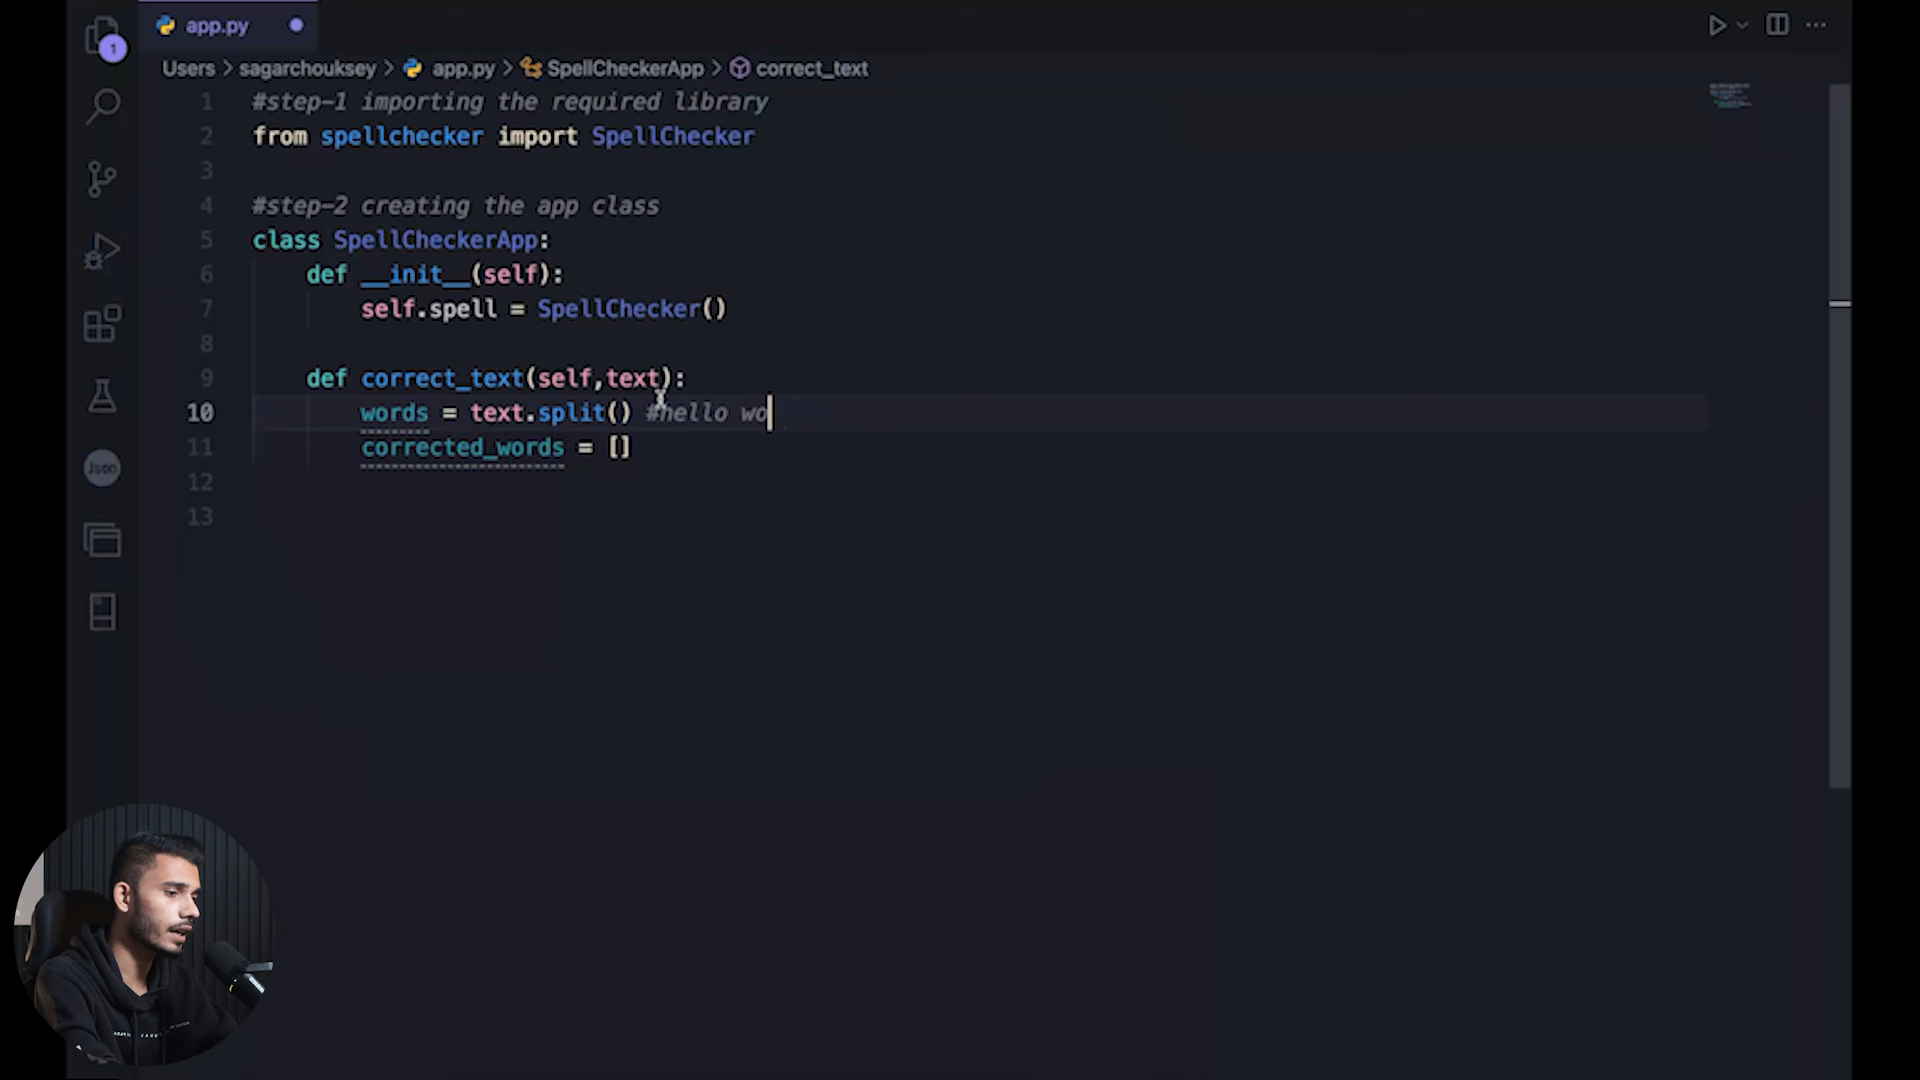 app.py
1
Users > sagarchouksey > app.py > SpellCheckerApp > correct_text
1 #step-1 importing the required library
2 from spellchecker import SpellChecker
3
4 #step-2 creating the app class
5 class SpellCheckerApp:
6 def __init__(self):
7 self.spell = SpellChecker()
8
9 def correct_text(self,text):
10 words = text.split() #hello wo
11 corrected_words = []
12
13
Json